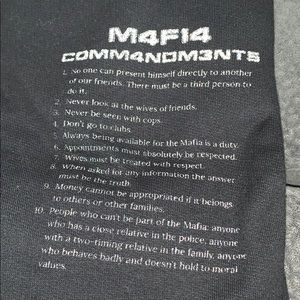 M4FI4
COMM4NDM3NTS
1. No one can present himself directly to another
of our friends. There must be a third person to
do it.
2. Never look at the wives of friends.
3. Never be seen with cops.
4. Don't go to clubs.
5. Always being available for the Mafia is a duty.
6. Appointments must absolutely be respected.
7. Wives must be treated with respect.
8. When asked for any information the answer
must be the truth.
9. Money cannot be appropriated if it belongs
to others or other families.
10. People who can't be part of the Mafia: anyone
who has a close relative in the police, anyone
with a two-timing relative in the family, anyone
who behaves badly and doesn't hold to moral
values.